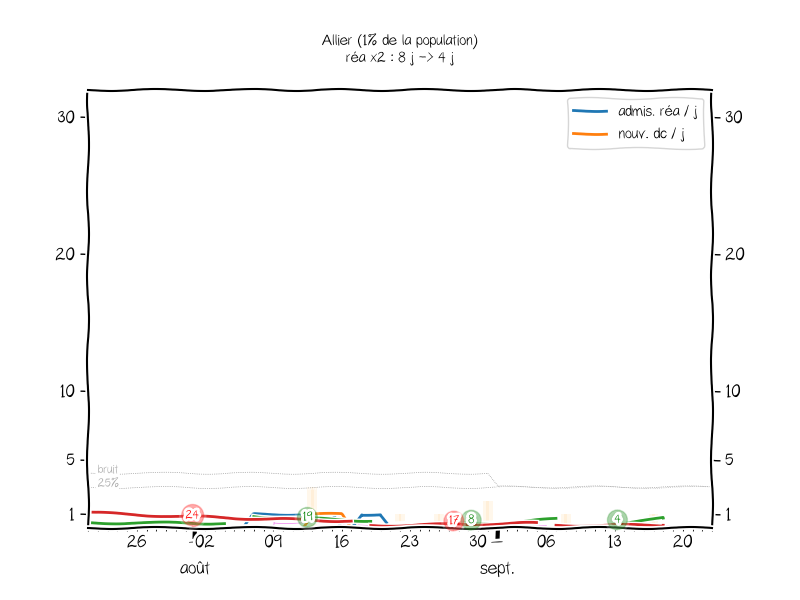 Allier (1% de la population)
réa x2 : 8 j -> 4 j
admis. réa / j
nouv. dc / j
30 30
20 20
10 10
5 5
1 1
bruit
25%
24 19 17 8 4
26 02 09 16 23 30 06 13 20
août sept.